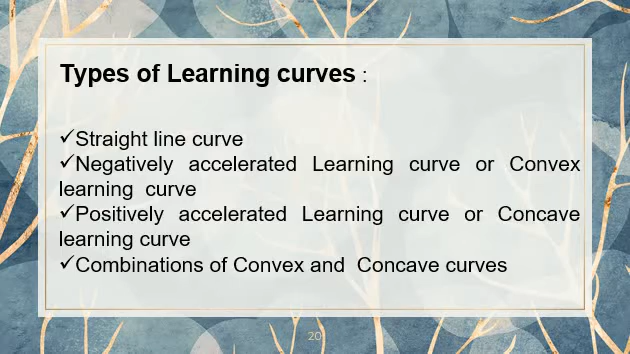 Types of Learning curves :
✓Straight line curve
✓Negatively accelerated Learning curve or Convex
learning curve
✓Positively accelerated Learning curve or Concave
learning curve
✓Combinations of Convex and Concave curves
20